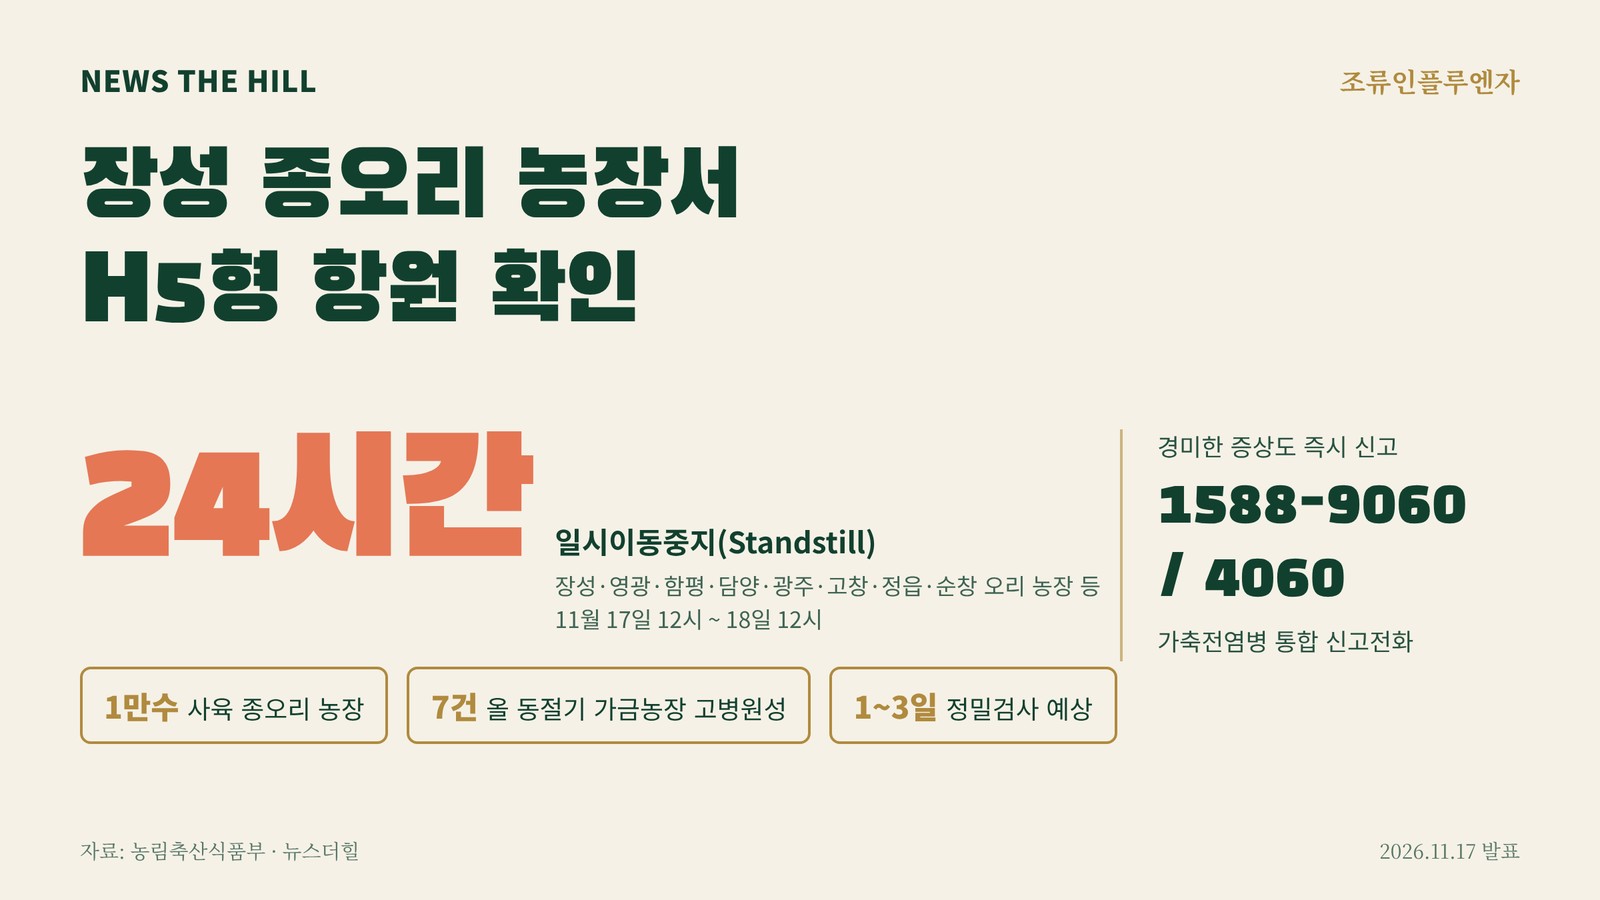 NEWS THE HILL
조류인플루엔자
장성 종오리 농장서
H5형 항원 확인
24시간
일시이동중지(Standstill)
장성·영광·함평·담양·광주·고창·정읍·순창 오리 농장 등
11월 17일 12시 ~ 18일 12시
경미한 증상도 즉시 신고
1588-9060
/ 4060
가축전염병 통합 신고전화
1만수 사육 종오리 농장
7건 올 동절기 가금농장 고병원성
1~3일 정밀검사 예상
자료: 농림축산식품부 · 뉴스더힐
2026.11.17 발표